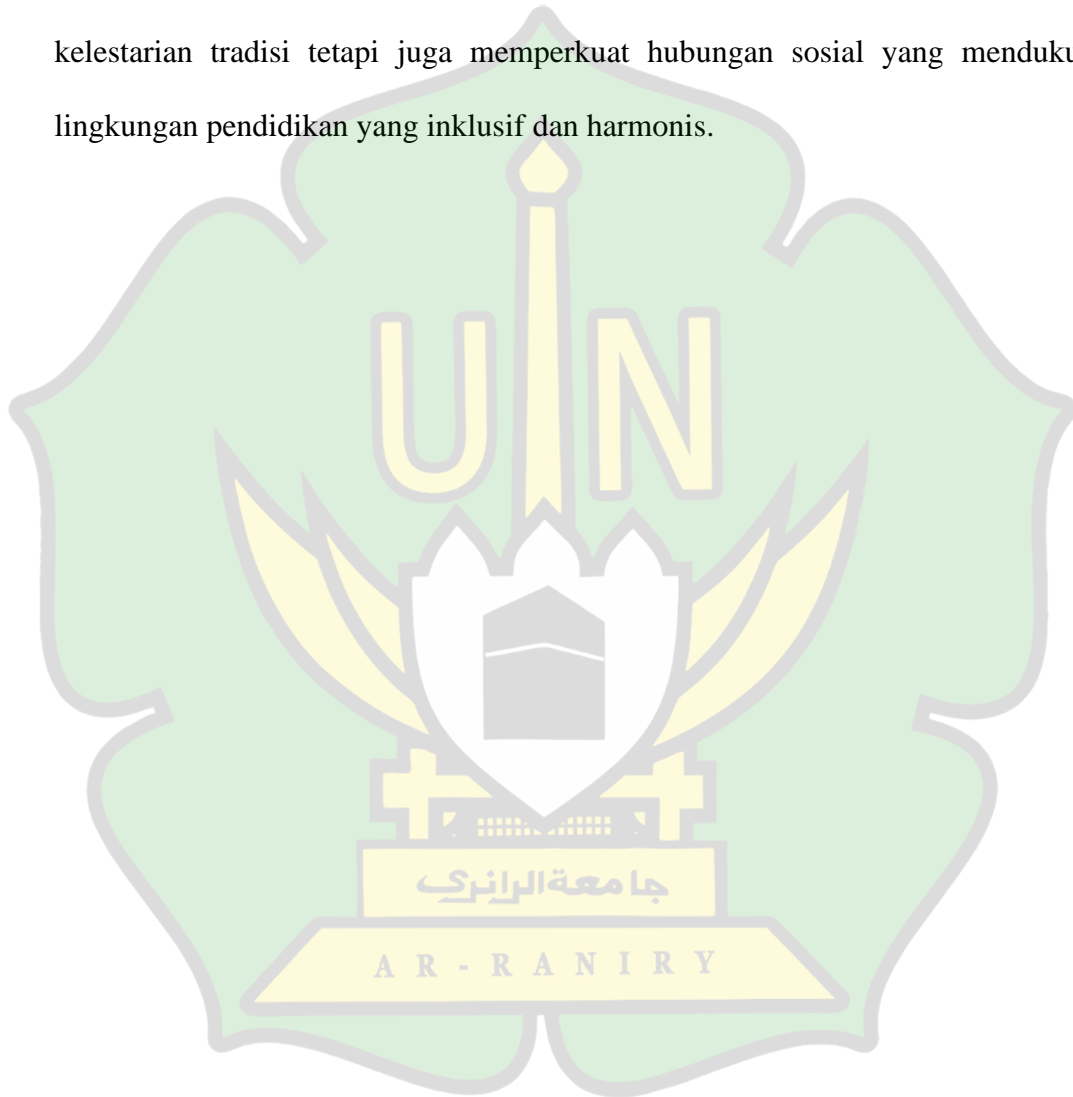 kelestarian tradisi tetapi juga memperkuat hubungan sosial yang menduku
lingkungan pendidikan yang inklusif dan harmonis.
UIN
جامعةالرانري
AR-RANIRY